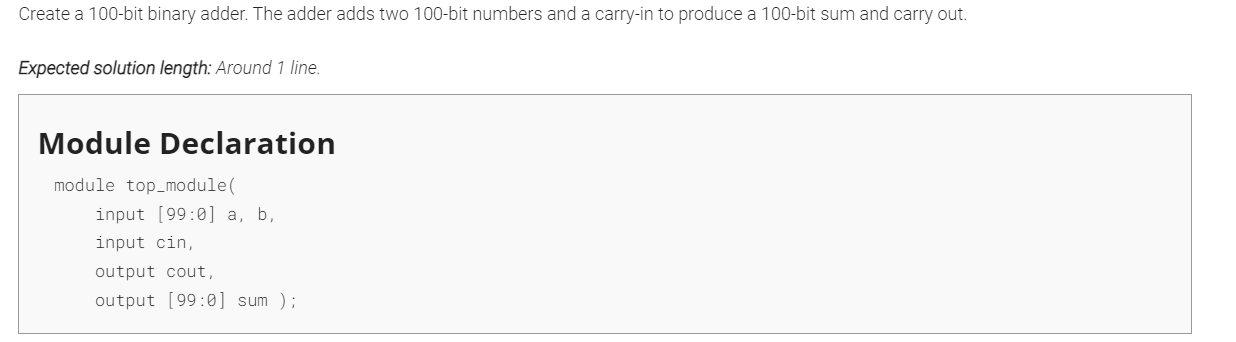 Create a 100-bit binary adder. The adder adds two 100-bit numbers and a carry-in to produce a 100-bit sum and carry out.
Expected solution length: Around 1 line.
Module Declaration
module top_module(
    input [99:0] a, b,
    input cin,
    output cout,
    output [99:0] sum );